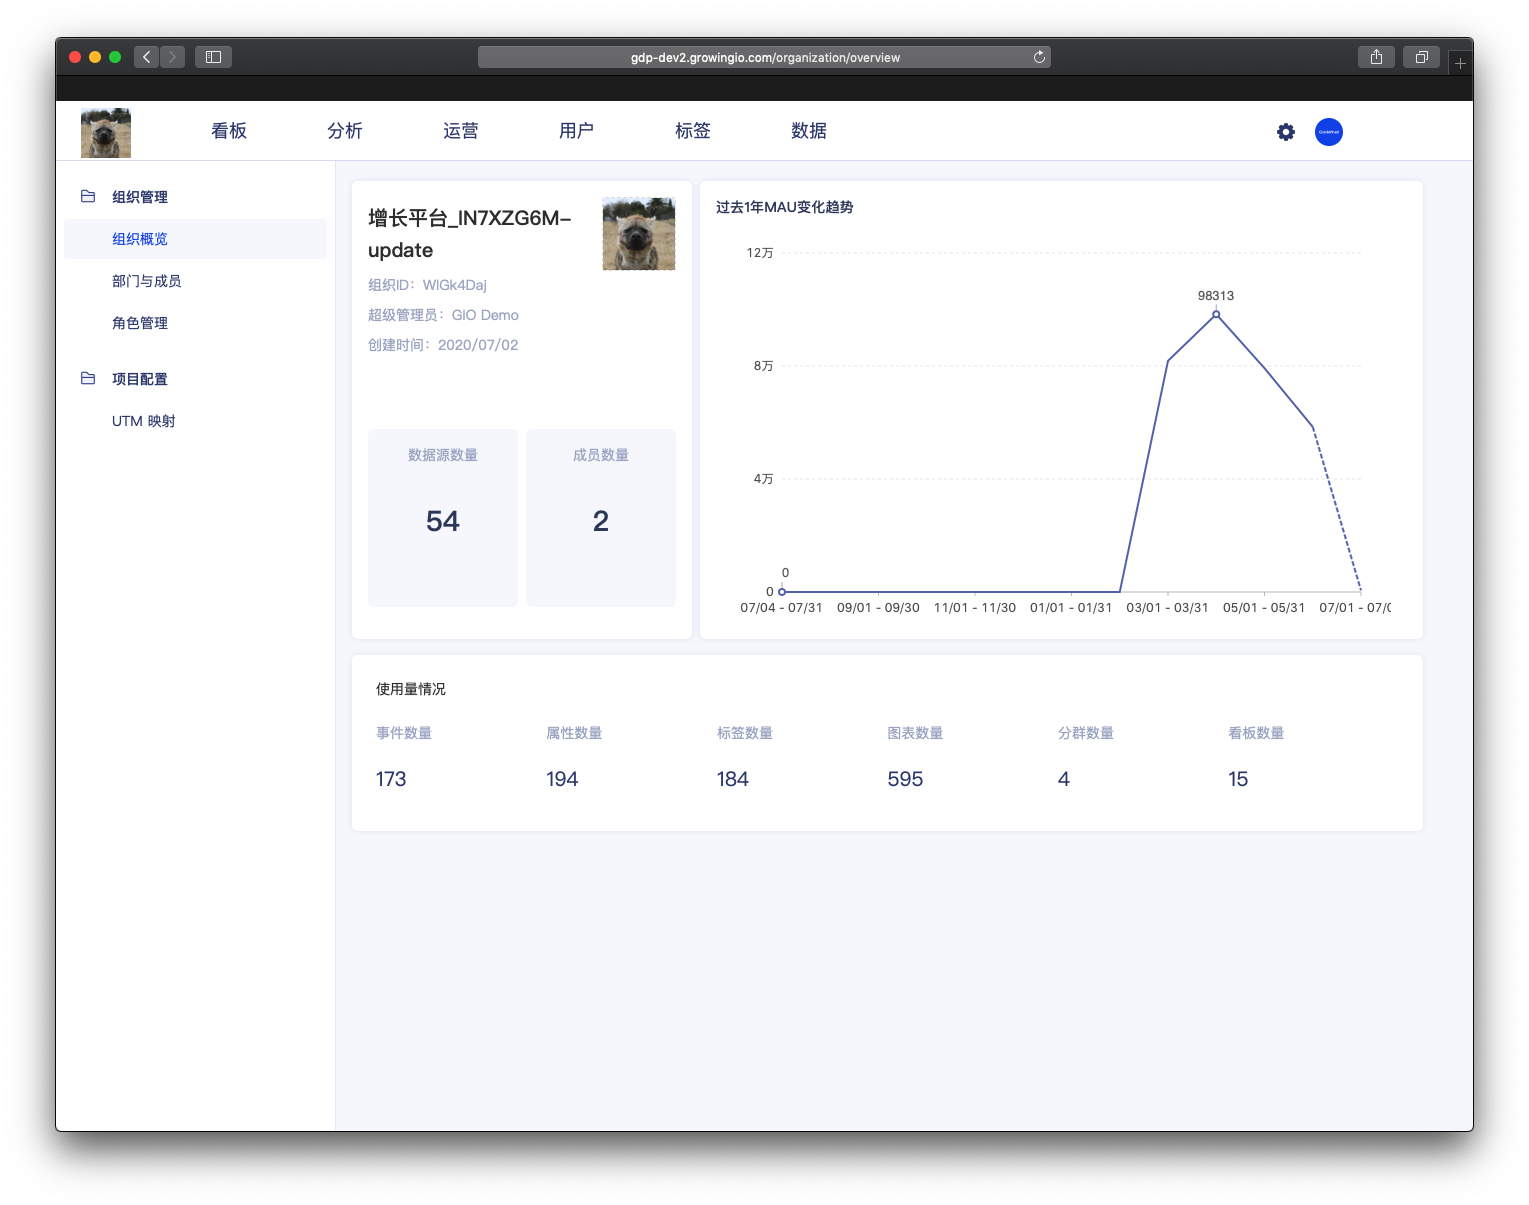 gdp-dev2.growingio.com/organization/overview
看板 分析 运营 用户 标签 数据
组织管理
组织概览
部门与成员
角色管理
项目配置
UTM 映射
增长平台_IN7XZG6M-
update
组织ID：WlGk4Daj
超级管理员：GIO Demo
创建时间：2020/07/02
数据源数量
54
成员数量
2
过去1年MAU变化趋势
12万
98313
8万
4万
0
0
07/04 - 07/31 09/01 - 09/30 11/01 - 11/30 01/01 - 01/31 03/01 - 03/31 05/01 - 05/31 07/01 - 07/0
使用量情况
事件数量 属性数量 标签数量 图表数量 分群数量 看板数量
173 194 184 595 4 15